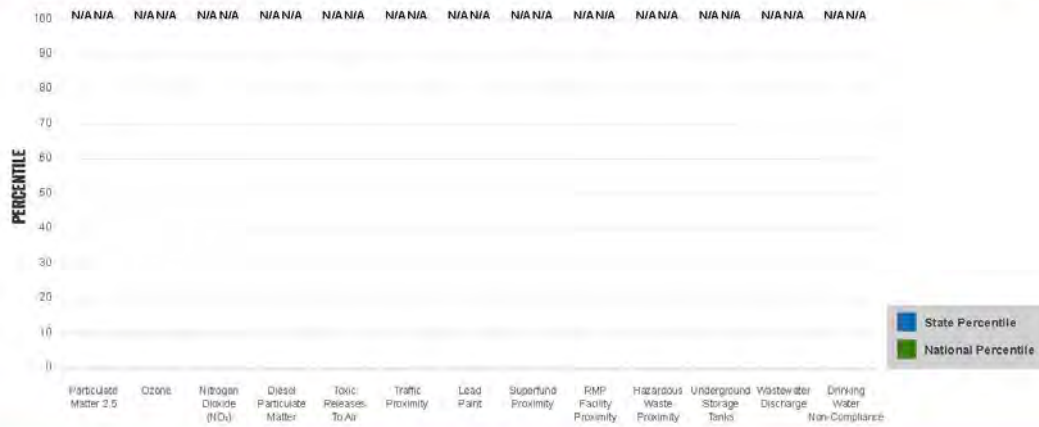 100 N/A N/A N/A N/A N/A N/A N/A N/A N/A N/A N/A N/A N/A N/A N/A N/A N/A N/A N/A N/A N/A N/A N/A N/A N/A N/A
90
80
70
60
50
40
30
20
10
0
PERCENTILE
Particulate
Matter 2.5
Ozone
Nitrogen
Dioxide
(NO₂)
Diesel
Particulate
Matter
Toxic
Releases
To Air
Traffic
Proximity
Lead
Paint
Superfund
Proximity
RMP
Facility
Proximity
Hazardous
Waste
Proximity
Underground
Storage
Tanks
Wastewater
Discharge
Drinking
Water
Non-Compliance
State Percentile
National Percentile